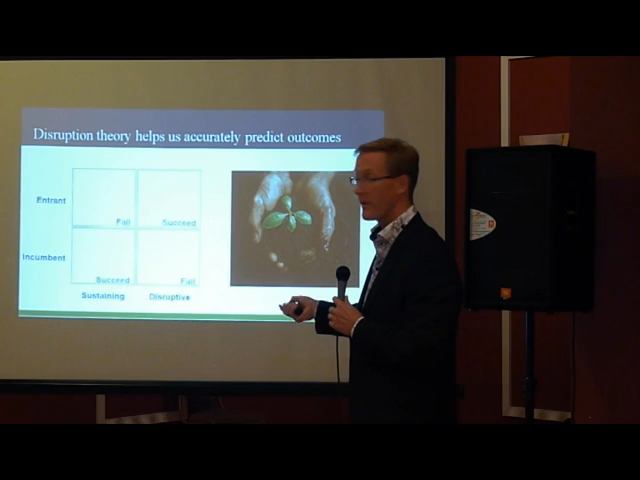 Disruption theory helps us accurately predict outcomes
Entrant
Fail
Succeed
Incumbent
Succeed
Fail
Sustaining
Disruptive